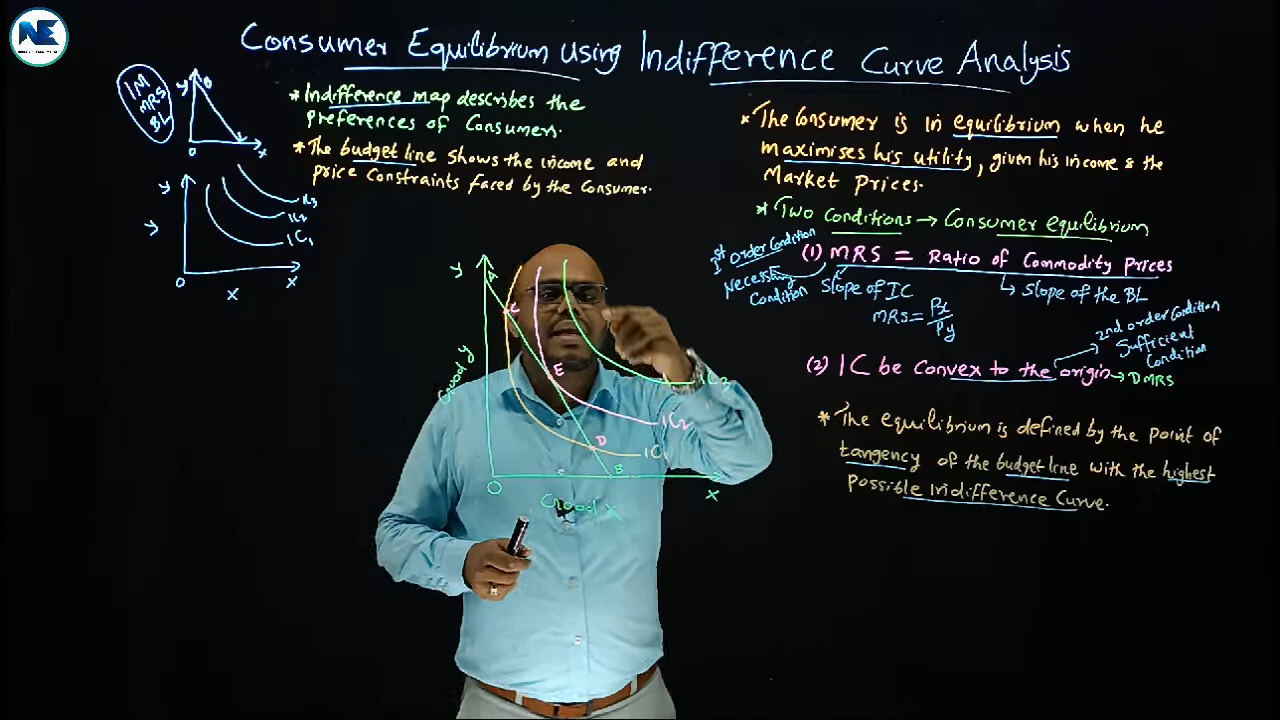 NE
Consumer Equilibrium using Indifference Curve Analysis
IM
MRS
BL
y
B
O
x
y
IC3
IC2
IC1
O
x
x
* Indifference map describes the
preferences of Consumers.
* The budget line shows the income and
price Constraints faced by the Consumer.
* The Consumer is in equilibrium when he
maximises his utility, given his income & the
Market prices.
* Two Conditions → Consumer equilibrium
1st order Condition
Necessary
Condition
(1) MRS = Ratio of Commodity Prices
Slope of IC
Slope of the BL
MRS = Px/Py
2nd order Condition
Sufficient
Condition
(2) IC be Convex to the origin → DMRS
* The equilibrium is defined by the point of
tangency of the budget line with the highest
possible indifference Curve.
y
A
C
Good y
E
IC3
IC2
D
IC1
B
O
Good X
X